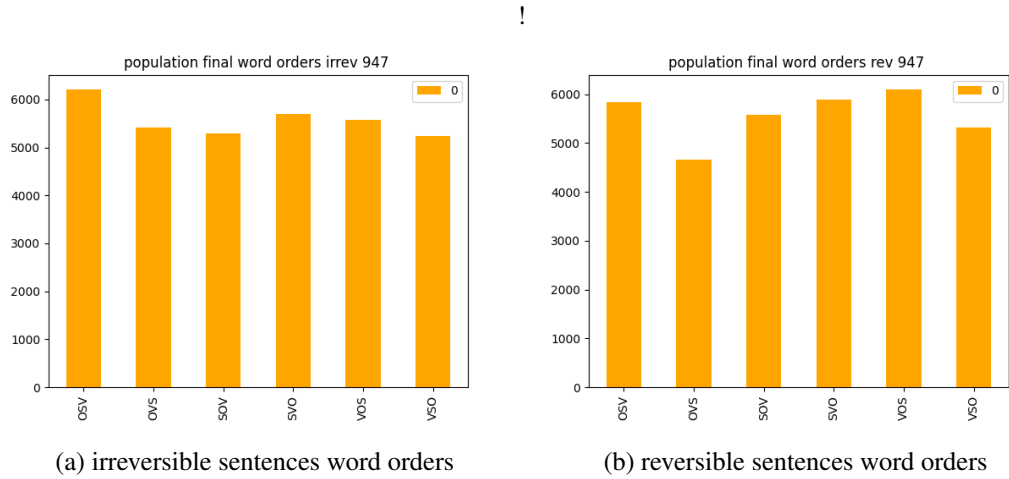 !
population final word orders irrev 947
0
6000
5000
4000
3000
2000
1000
0
OSV OVS SOV SVO VOS VSO
(a) irreversible sentences word orders
population final word orders rev 947
0
6000
5000
4000
3000
2000
1000
0
OSV OVS SOV SVO VOS VSO
(b) reversible sentences word orders